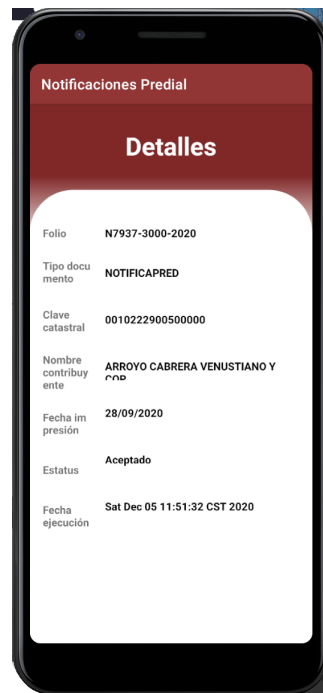 Notificaciones Predial
Detalles
Folio N7937-3000-2020
Tipo docu
mento NOTIFICAPRED
Clave
catastral 0010222900500000
Nombre
contribuy
ente ARROYO CABRERA VENUSTIANO Y
COP
Fecha im
presión 28/09/2020
Estatus Aceptado
Fecha
ejecución Sat Dec 05 11:51:32 CST 2020